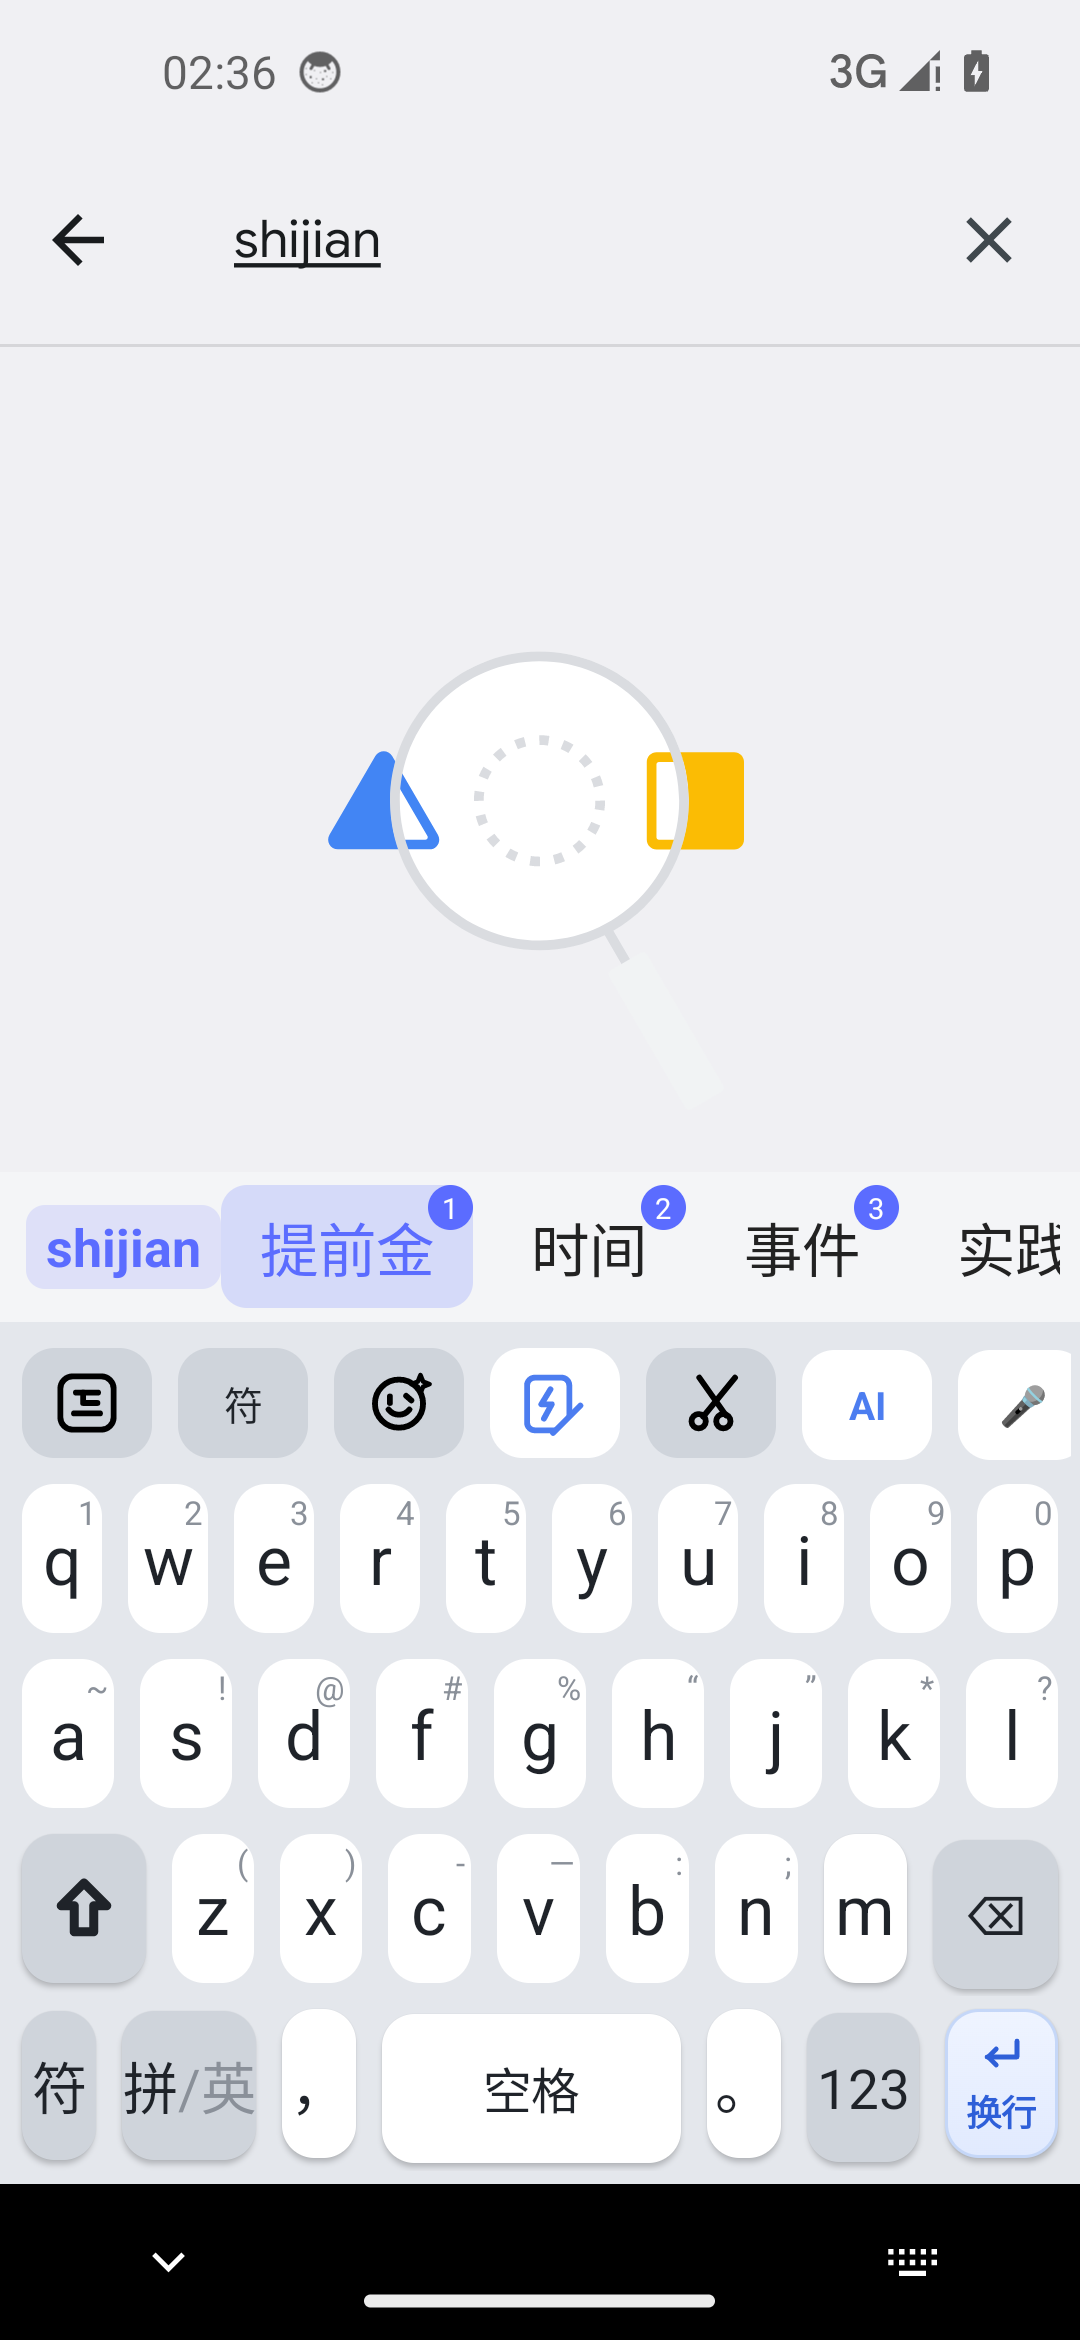 02:36 3G
shijian
shijian 提前金 1 时间 2 事件 3 实践
符 AI
q 1 w 2 e 3 r 4 t 5 y 6 u 7 i 8 o 9 p 0
a ~ s ! d @ f # g % h “ j ” k * l ?
z ( x ) c - v — b : n ; m
符 拼/英 ， 空格 。 123 换行